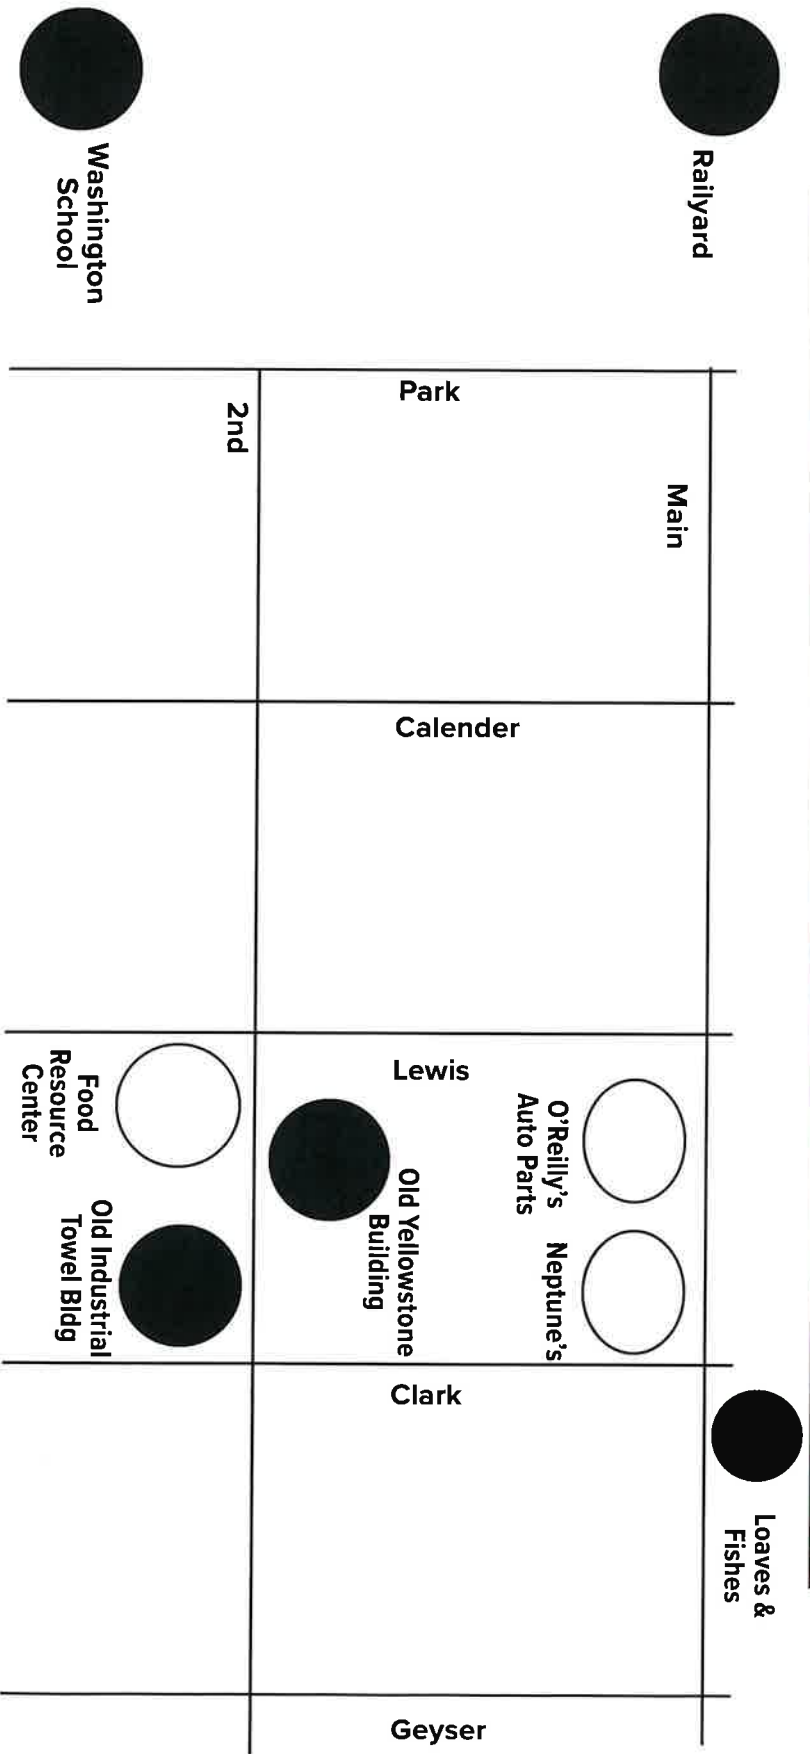 Washington
School
Railyard
Park
2nd
Main
Calender
Lewis
Food
Resource
Center
O'Reilly's
Auto Parts
Old Yellowstone
Building
Old Industrial
Towel Bldg
Neptune's
Clark
Loaves &
Fishes
Geyser